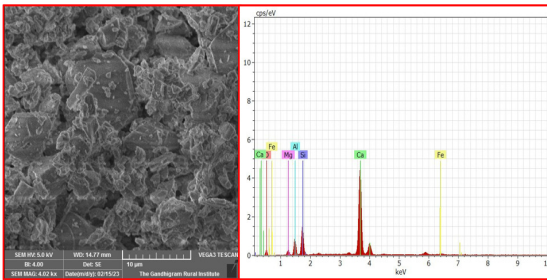 SEM HV: 5.0 kV WD: 14.77 mm VEGA3 TESCAN
BI: 4.00 Det: SE 10 µm
SEM MAG: 4.02 kx Date(m/d/y): 02/15/23 The Gandhigram Rural Institute
cps/eV
12
10
8
6
4
2
0
Fe Al
Ca Mg Si Ca Fe
1 2 3 4 5 6 7 8 9
keV